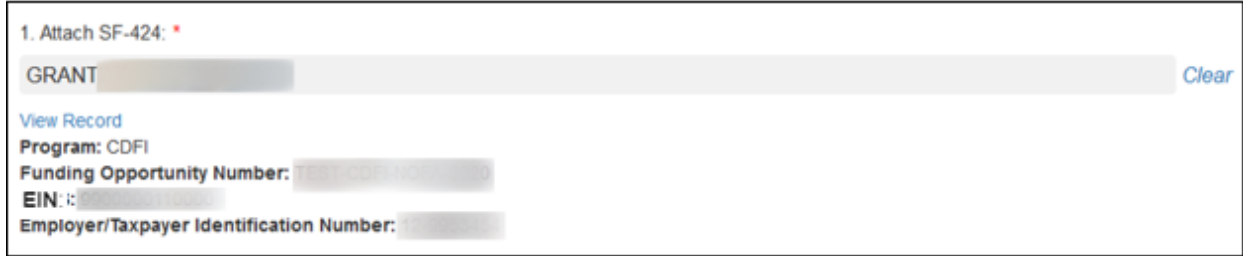 1. Attach SF-424: *
GRANT
Clear
View Record
Program: CDFI
Funding Opportunity Number:
EIN:
Employer/Taxpayer Identification Number: